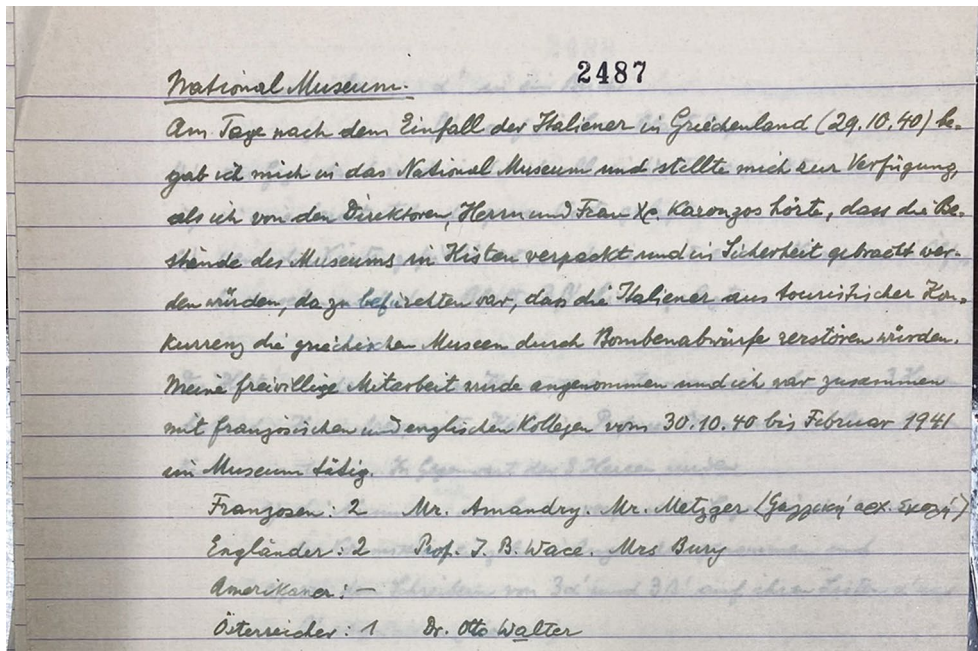 2487
National Museum.
Am Tage nach dem Einfall der Italiener in Griechenland (29.10.40) be-
gab ich mich in das National Museum und stellte mich zur Verfügung,
als ich von den Direktoren, Herrn und Frau Χρ. Karouzos hörte, dass die Be-
stände des Museums in Kisten verpackt und in Sicherheit gebracht wer-
den würden, da zu befürchten war, dass die Italiener aus touristischer Kon-
kurrenz die griechischen Museen durch Bombenabwürfe zerstören würden.
Meine freiwillige Mitarbeit wurde angenommen und ich war zusammen
mit französischen und englischen Kollegen vom 30.10.40 bis Februar 1941
im Museum tätig.
Franzosen: 2 Mr. Amandry. Mr. Metzger (Γαλλική αρχ. Σχολή)
Engländer: 2 Prof. J. B. Wace. Mrs Bury
Amerikaner: –
Österreicher: 1 Dr. Otto Walter